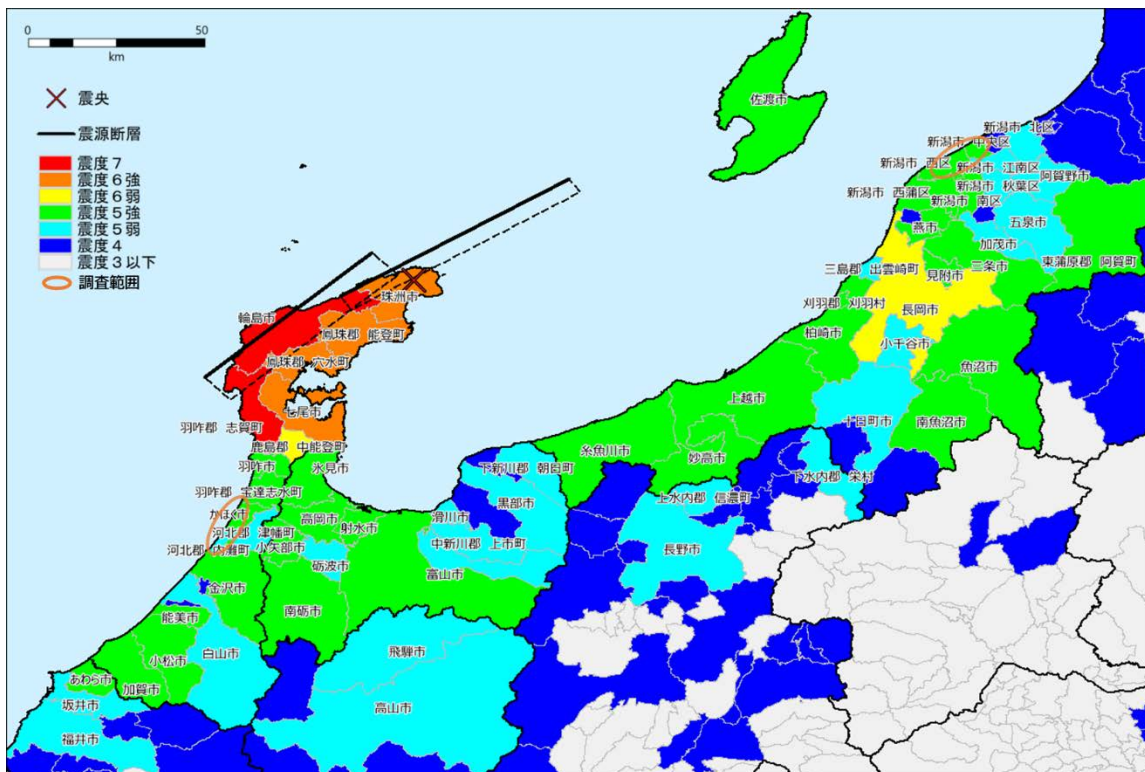 0 50
km
震央
震源断層
震度7
震度6強
震度6弱
震度5強
震度5弱
震度4
震度3以下
調査範囲
佐渡市
新潟市 北区
新潟市 中央区
新潟市 西区
新潟市 江南区
阿賀野市
新潟市 秋葉区
新潟市 西蒲区
新潟市 南区
五泉市
燕市
加茂市
三島郡 出雲崎町
三条市
東蒲原郡 阿賀町
見附市
刈羽郡 刈羽村
長岡市
柏崎市
小千谷市
魚沼市
上越市
十日町市
南魚沼市
糸魚川市
妙高市
下水内郡 栄村
珠洲市
輪島市
鳳珠郡 能登町
鳳珠郡 穴水町
七尾市
羽咋郡 志賀町
鹿島郡 中能登町
羽咋市
氷見市
下新川郡 朝日町
上水内郡 信濃町
羽咋郡 宝達志水町
黒部市
かほく市
高岡市
射水市
滑川市
河北郡 津幡町
河北郡 内灘町
小矢部市
中新川郡 上市町
長野市
砺波市
富山市
金沢市
能美市
南砺市
白山市
飛騨市
小松市
あわら市
加賀市
坂井市
高山市
福井市